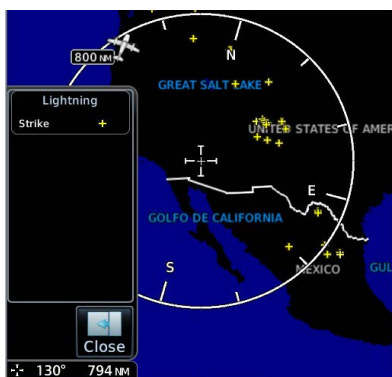 800 NM
N
GREAT SALT LAKE
Lightning
Strike
UNITED STATES OF AMER
E
GOLFO DE CALIFORNIA
S
MEXICO
GUL
Close
130° 794 NM